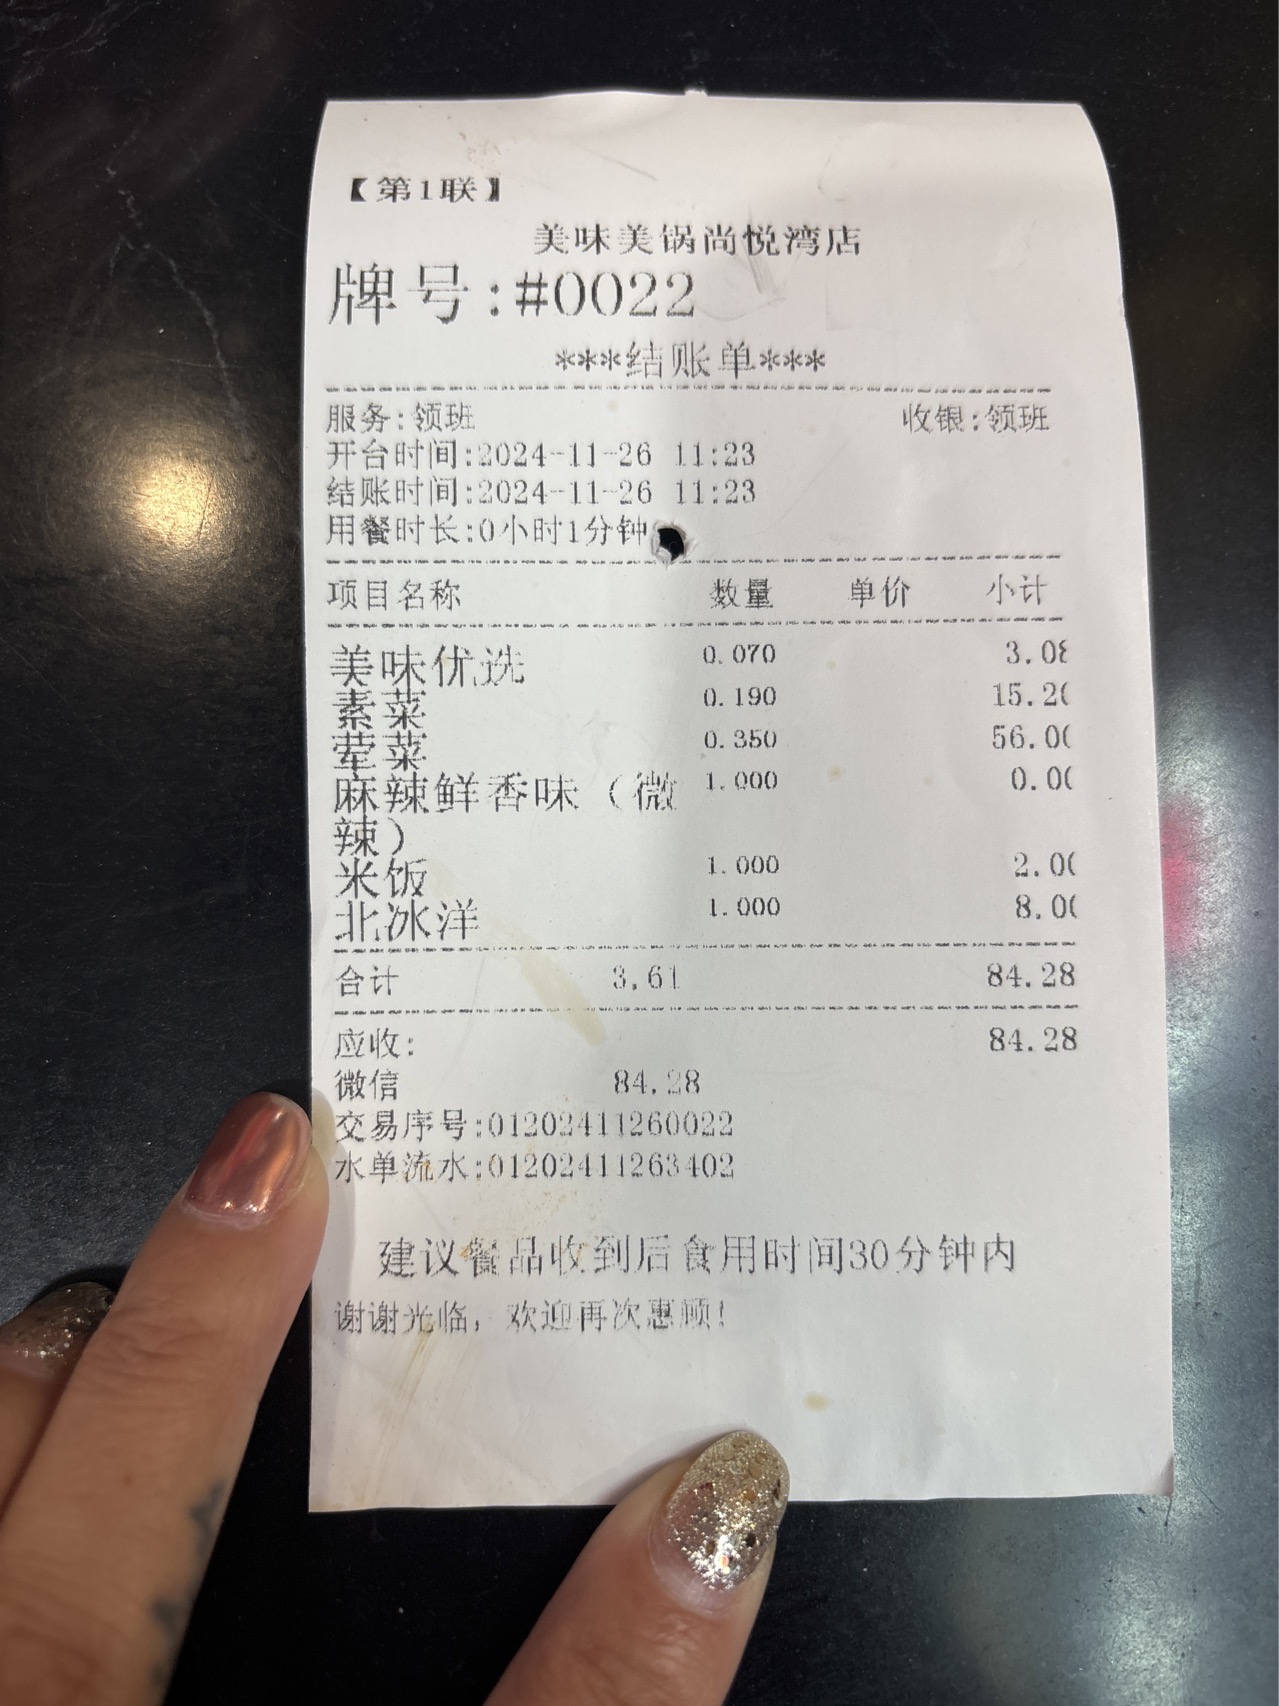 【第1联】
美味美锅尚悦湾店
牌号:#0022
***结账单***
服务:领班 收银:领班
开台时间:2024-11-26 11:23
结账时间:2024-11-26 11:23
用餐时长:0小时1分钟
项目名称 数量 单价 小计
美味优选 0.070 3.08
素菜 0.190 15.20
荤菜 0.350 56.00
麻辣鲜香味（微 1.000 0.00
辣）
米饭 1.000 2.00
北冰洋 1.000 8.00
合计 3.61 84.28
应收: 84.28
微信 84.28
交易序号:01202411260022
水单流水:01202411263402
建议餐品收到后食用时间30分钟内
谢谢光临，欢迎再次惠顾!